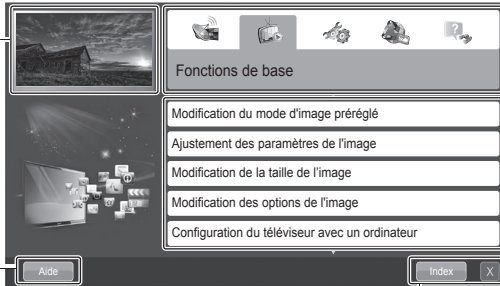 Fonctions de base
Modification du mode d'image préréglé
Ajustement des paramètres de l'image
Modification de la taille de l’image
Modification des options de l'image
Configuration du téléviseur avec un ordinateur
Aide
Index X